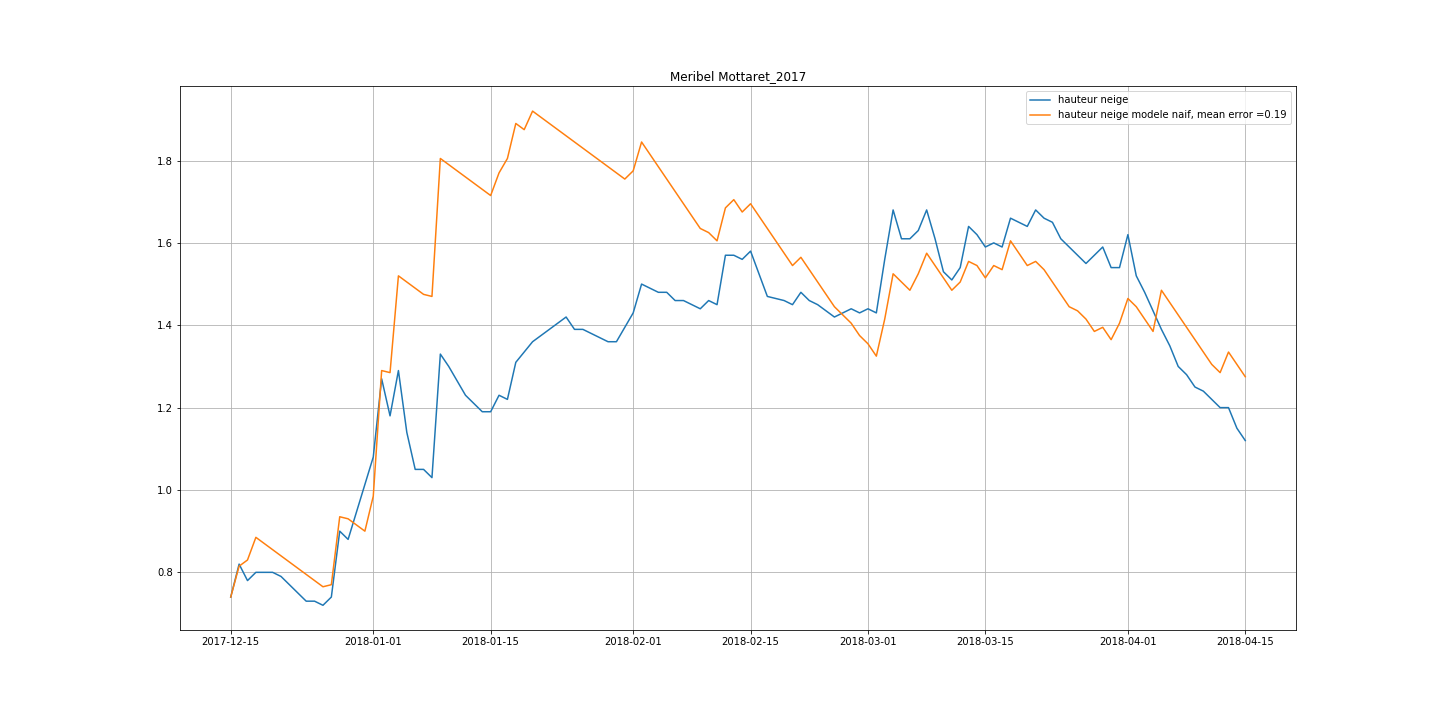 Meribel Mottaret_2017
hauteur neige
hauteur neige modele naif, mean error =0.19
1.8
1.6
1.4
1.2
1.0
0.8
2017-12-15 2018-01-01 2018-01-15 2018-02-01 2018-02-15 2018-03-01 2018-03-15 2018-04-01 2018-04-15